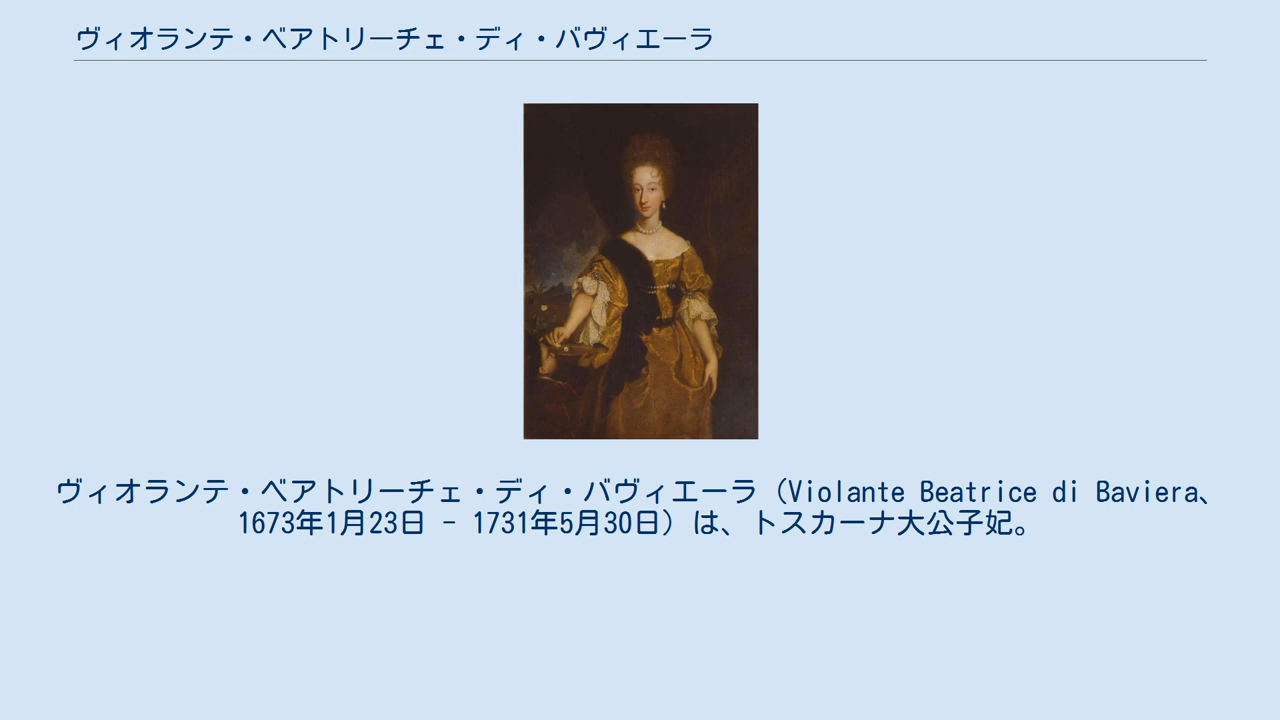 ヴィオランテ・ベアトリーチェ・ディ・バヴィエーラ
ヴィオランテ・ベアトリーチェ・ディ・バヴィエーラ（Violante Beatrice di Baviera、
1673年1月23日 - 1731年5月30日）は、トスカーナ大公子妃。